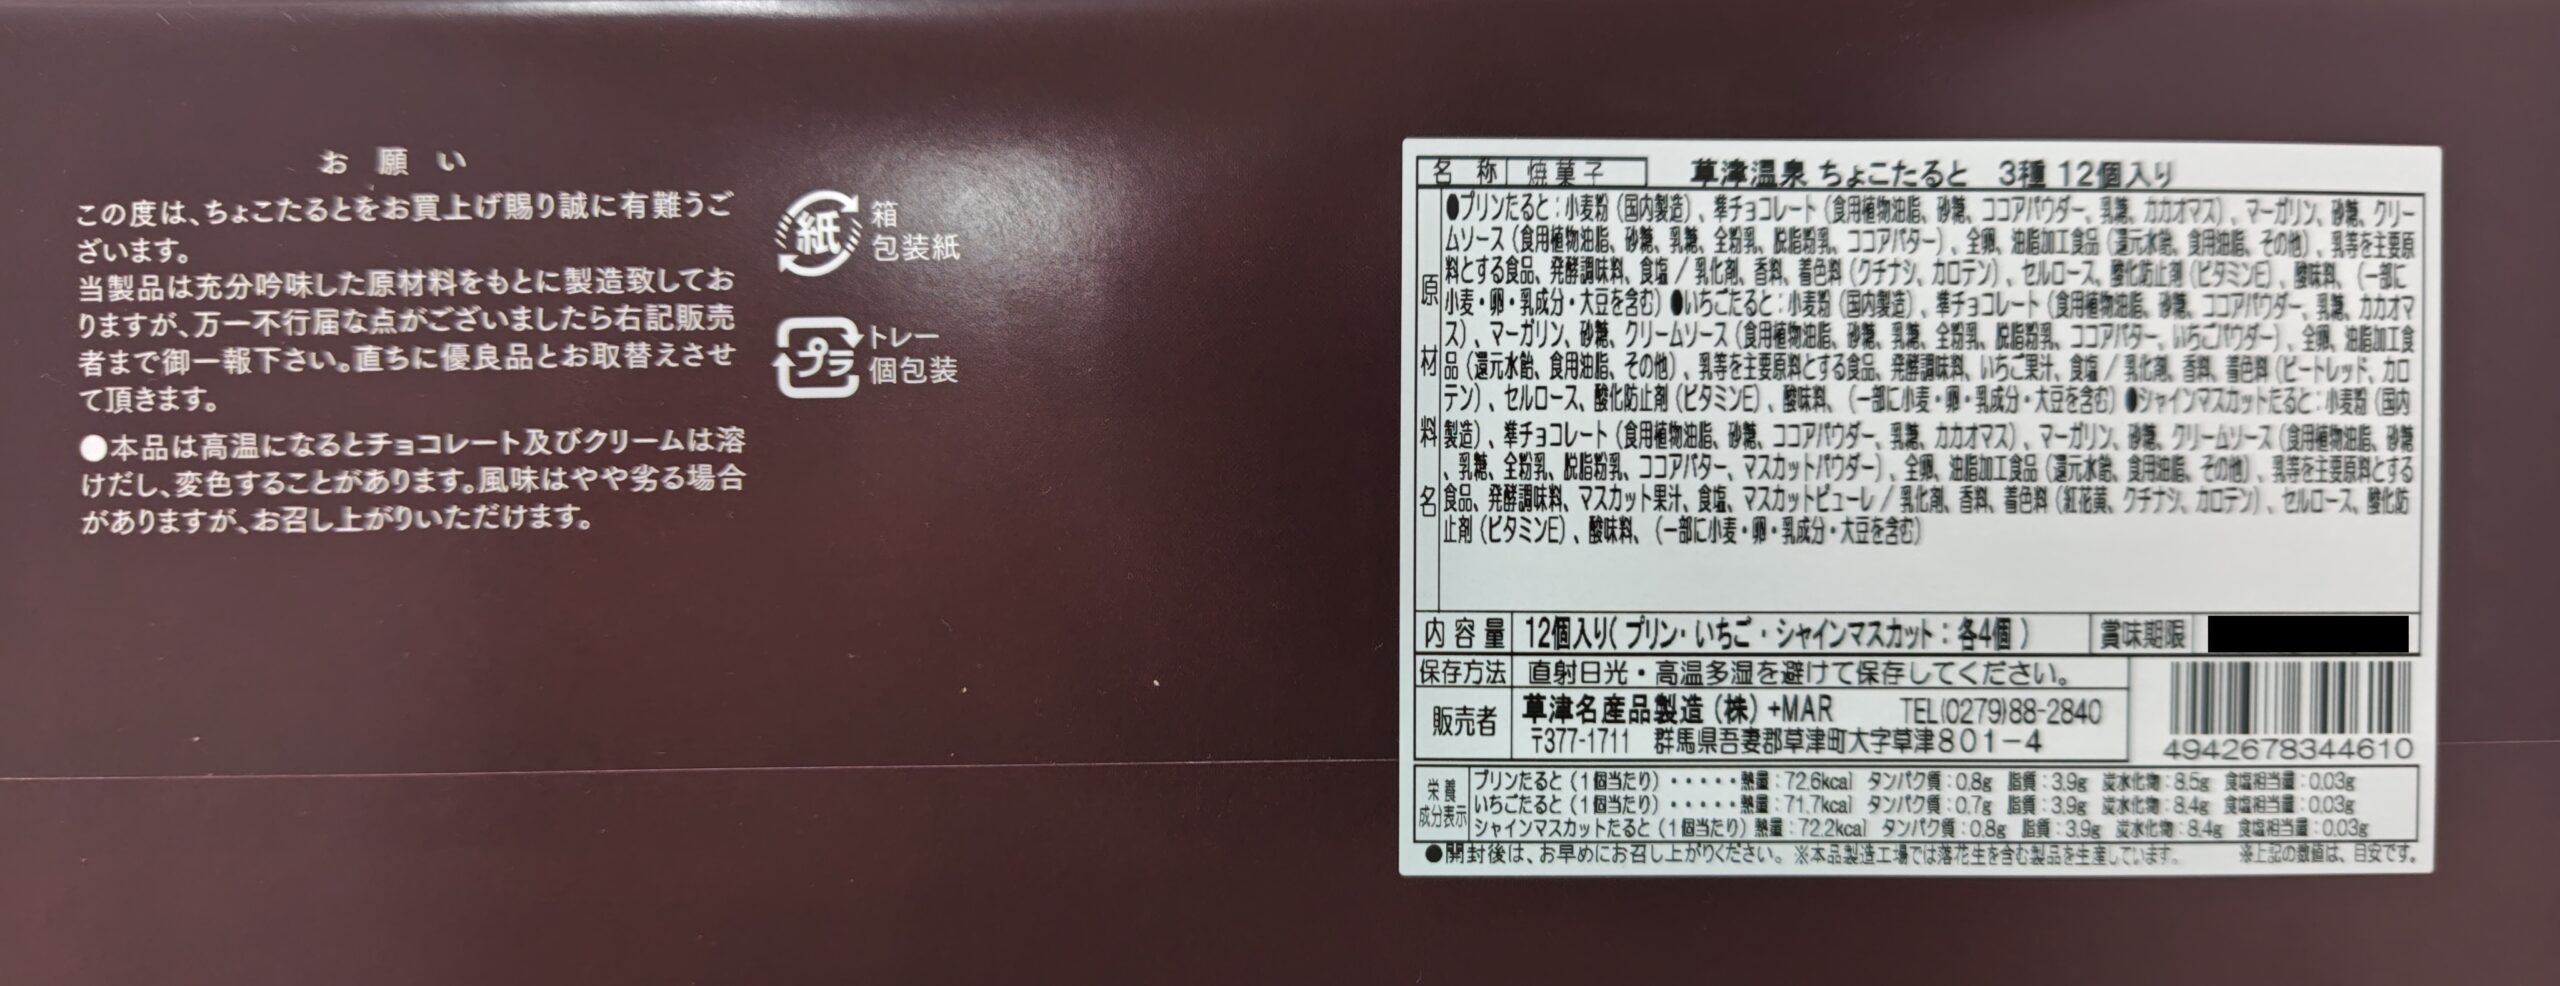 お願い
この度は、ちょこたるとをお買上げ賜り誠に有難うご
ざいます。
当製品は充分吟味した原材料をもとに製造致してお
りますが、万一不行届な点がございましたら右記販売
者まで御一報下さい。直ちに優良品とお取替えさせ
て頂きます。
●本品は高温になるとチョコレート及びクリームは溶
けだし、変色することがあります。風味はやや劣る場合
がありますが、お召し上がりいただけます。
紙 箱
包装紙
プラ トレー
個包装
名称 焼菓子 草津温泉 ちょこたると 3種 12個入り
原材料名
●プリンたると：小麦粉（国内製造）、準チョコレート（食用植物油脂、砂糖、ココアパウダー、乳糖、カカオマス）、マーガリン、砂糖、クリー
ムソース（食用植物油脂、砂糖、乳糖、全粉乳、脱脂粉乳、ココアバター）、全卵、油脂加工食品（還元水飴、食用油脂、その他）、乳等を主要原
料とする食品、発酵調味料、食塩／乳化剤、香料、着色料（クチナシ、カロテン）、セルロース、酸化防止剤（ビタミンE）、酸味料、（一部に
小麦・卵・乳成分・大豆を含む）●いちごたると：小麦粉（国内製造）、準チョコレート（食用植物油脂、砂糖、ココアパウダー、乳糖、カカオマ
ス）、マーガリン、砂糖、クリームソース（食用植物油脂、砂糖、乳糖、全粉乳、脱脂粉乳、ココアバター、いちごパウダー）、全卵、油脂加工食
品（還元水飴、食用油脂、その他）、乳等を主要原料とする食品、発酵調味料、いちご果汁、食塩／乳化剤、香料、着色料（ビートレッド、カロ
テン）、セルロース、酸化防止剤（ビタミンE）、酸味料、（一部に小麦・卵・乳成分・大豆を含む）●シャインマスカットたると：小麦粉（国内
製造）、準チョコレート（食用植物油脂、砂糖、ココアパウダー、乳糖、カカオマス）、マーガリン、砂糖、クリームソース（食用植物油脂、砂糖
、乳糖、全粉乳、脱脂粉乳、ココアバター、マスカットパウダー）、全卵、油脂加工食品（還元水飴、食用油脂、その他）、乳等を主要原料とする
食品、発酵調味料、マスカット果汁、食塩、マスカットピューレ／乳化剤、香料、着色料（紅花黄、クチナシ、カロテン）、セルロース、酸化防
止剤（ビタミンE）、酸味料、（一部に小麦・卵・乳成分・大豆を含む）
内容量 12個入り（プリン・いちご・シャインマスカット：各4個） 賞味期限
保存方法 直射日光・高温多湿を避けて保存してください。
販売者 草津名産品製造（株）+MAR TEL(0279)88-2840
〒377-1711 群馬県吾妻郡草津町大字草津８０１－４
4942678344610
栄養成分表示
プリンたると（1個当たり）・・・・・熱量：72.6kcal タンパク質：0.8g 脂質：3.9g 炭水化物：8.5g 食塩相当量：0.03g
いちごたると（1個当たり）・・・・・熱量：71.7kcal タンパク質：0.7g 脂質：3.9g 炭水化物：8.4g 食塩相当量：0.03g
シャインマスカットたると（1個当たり）熱量：72.2kcal タンパク質：0.8g 脂質：3.9g 炭水化物：8.4g 食塩相当量：0.03g
●開封後は、お早めにお召し上がりください。※本品製造工場では落花生を含む製品を生産しています。 ※上記の数値は、目安です。